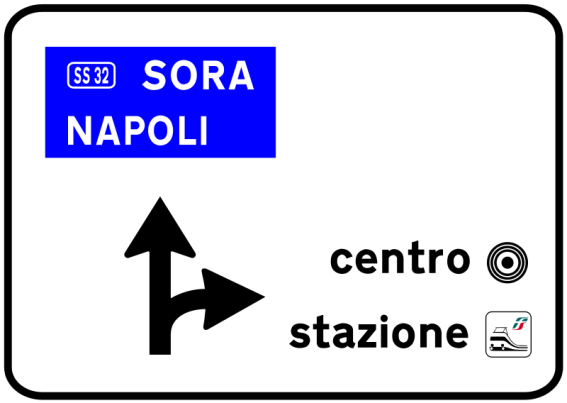 SS 32 SORA
NAPOLI
centro
stazione